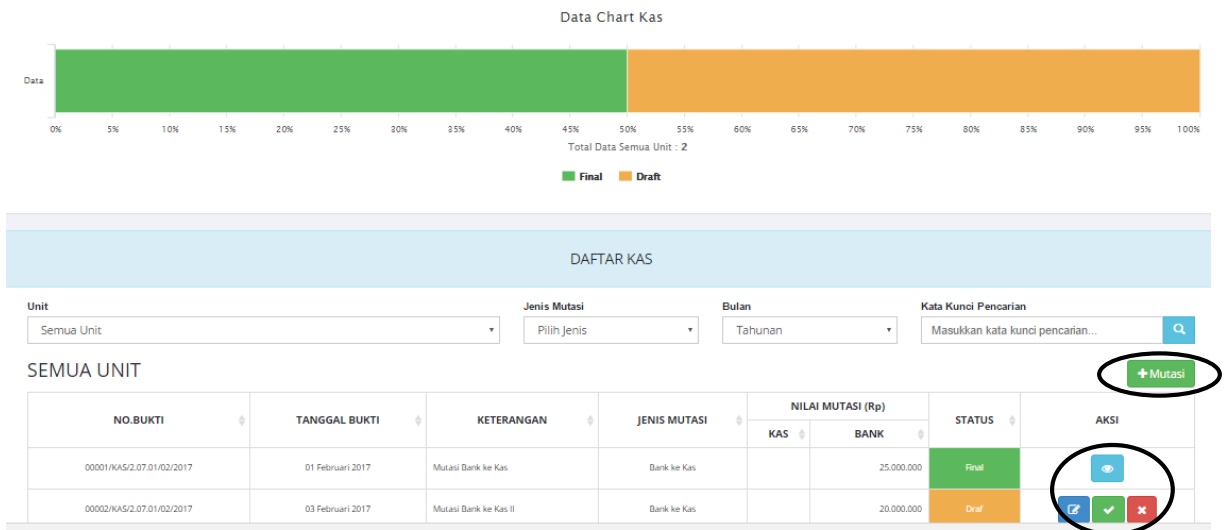 Data Chart Kas
Data
0% 5% 10% 15% 20% 25% 30% 35% 40% 45% 50% 55% 60% 65% 70% 75% 80% 85% 90% 95% 100%
Total Data Semua Unit : 2
Final Draft
DAFTAR KAS
Unit Jenis Mutasi Bulan Kata Kunci Pencarian
Semua Unit Pilih Jenis Tahunan Masukkan kata kunci pencarian...
SEMUA UNIT
+ Mutasi
NO.BUKTI TANGGAL BUKTI KETERANGAN JENIS MUTASI NILAI MUTASI (Rp) STATUS AKSI
KAS BANK
00001/KAS/2.07.01/02/2017 01 Februari 2017 Mutasi Bank ke Kas Bank ke Kas 25.000.000 Final
00002/KAS/2.07.01/02/2017 03 Februari 2017 Mutasi Bank ke Kas II Bank ke Kas 20.000.000 Draf